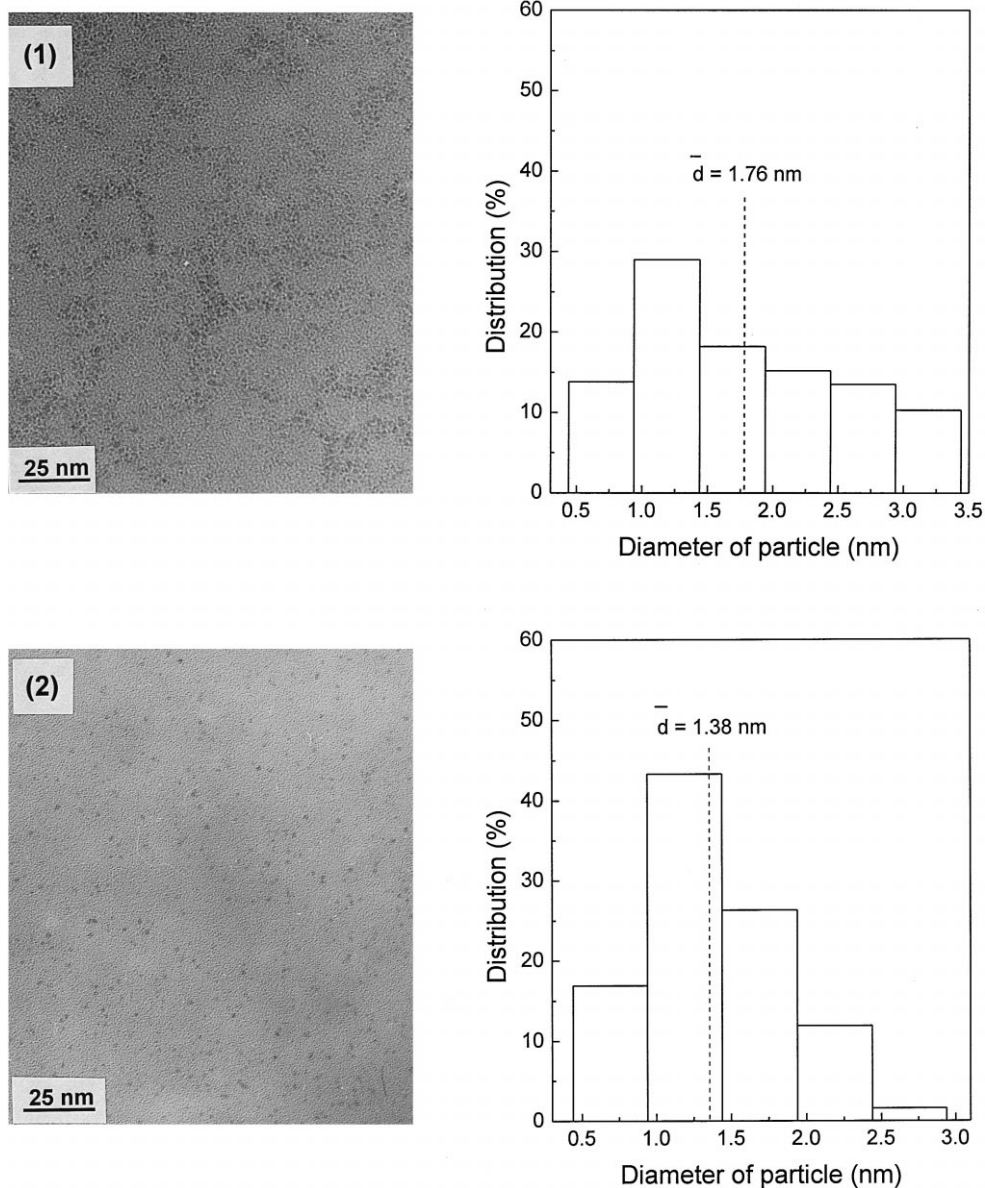 (1)
25 nm
60
50
40
30
20
10
0
Distribution (%)
d̄ = 1.76 nm
0.5 1.0 1.5 2.0 2.5 3.0 3.5
Diameter of particle (nm)
(2)
25 nm
60
50
40
30
20
10
0
Distribution (%)
d̄ = 1.38 nm
0.5 1.0 1.5 2.0 2.5 3.0
Diameter of particle (nm)